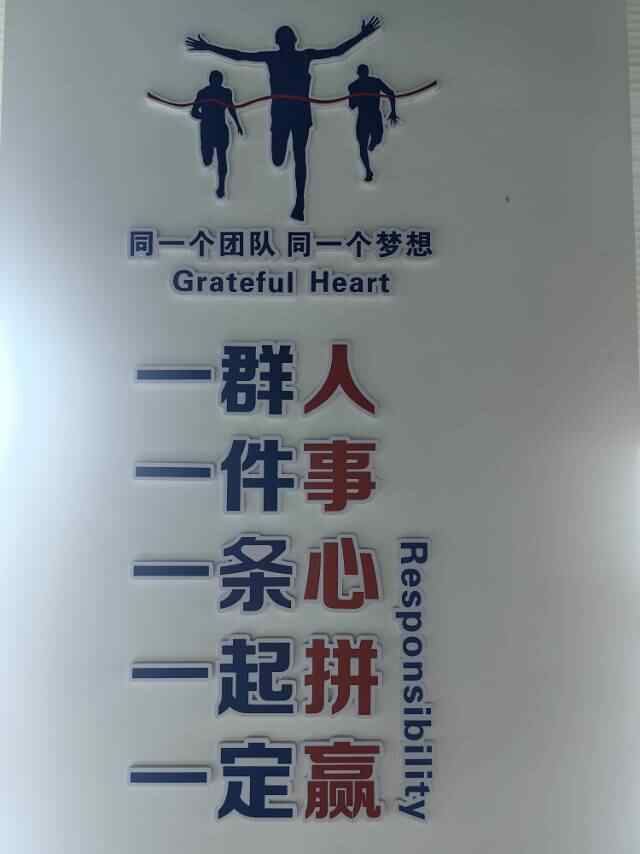 同一个团队 同一个梦想
Grateful Heart
一群人
一件事
一条心
一起拼
一定赢
Responsibility